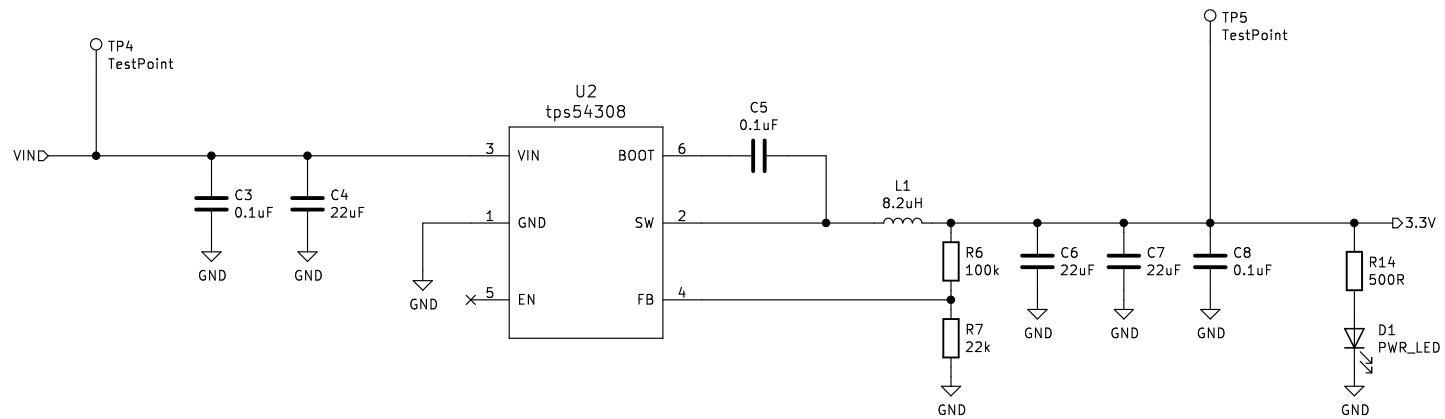 TP4
TestPoint
TP5
TestPoint
U2
tps54308
VIN
3
VIN
1
GND
5
EN
BOOT
6
SW
2
FB
4
C3
0.1uF
GND
C4
22uF
GND
GND
C5
0.1uF
L1
8.2uH
R6
100k
R7
22k
GND
C6
22uF
GND
C7
22uF
GND
C8
0.1uF
GND
3.3V
R14
500R
D1
PWR_LED
GND